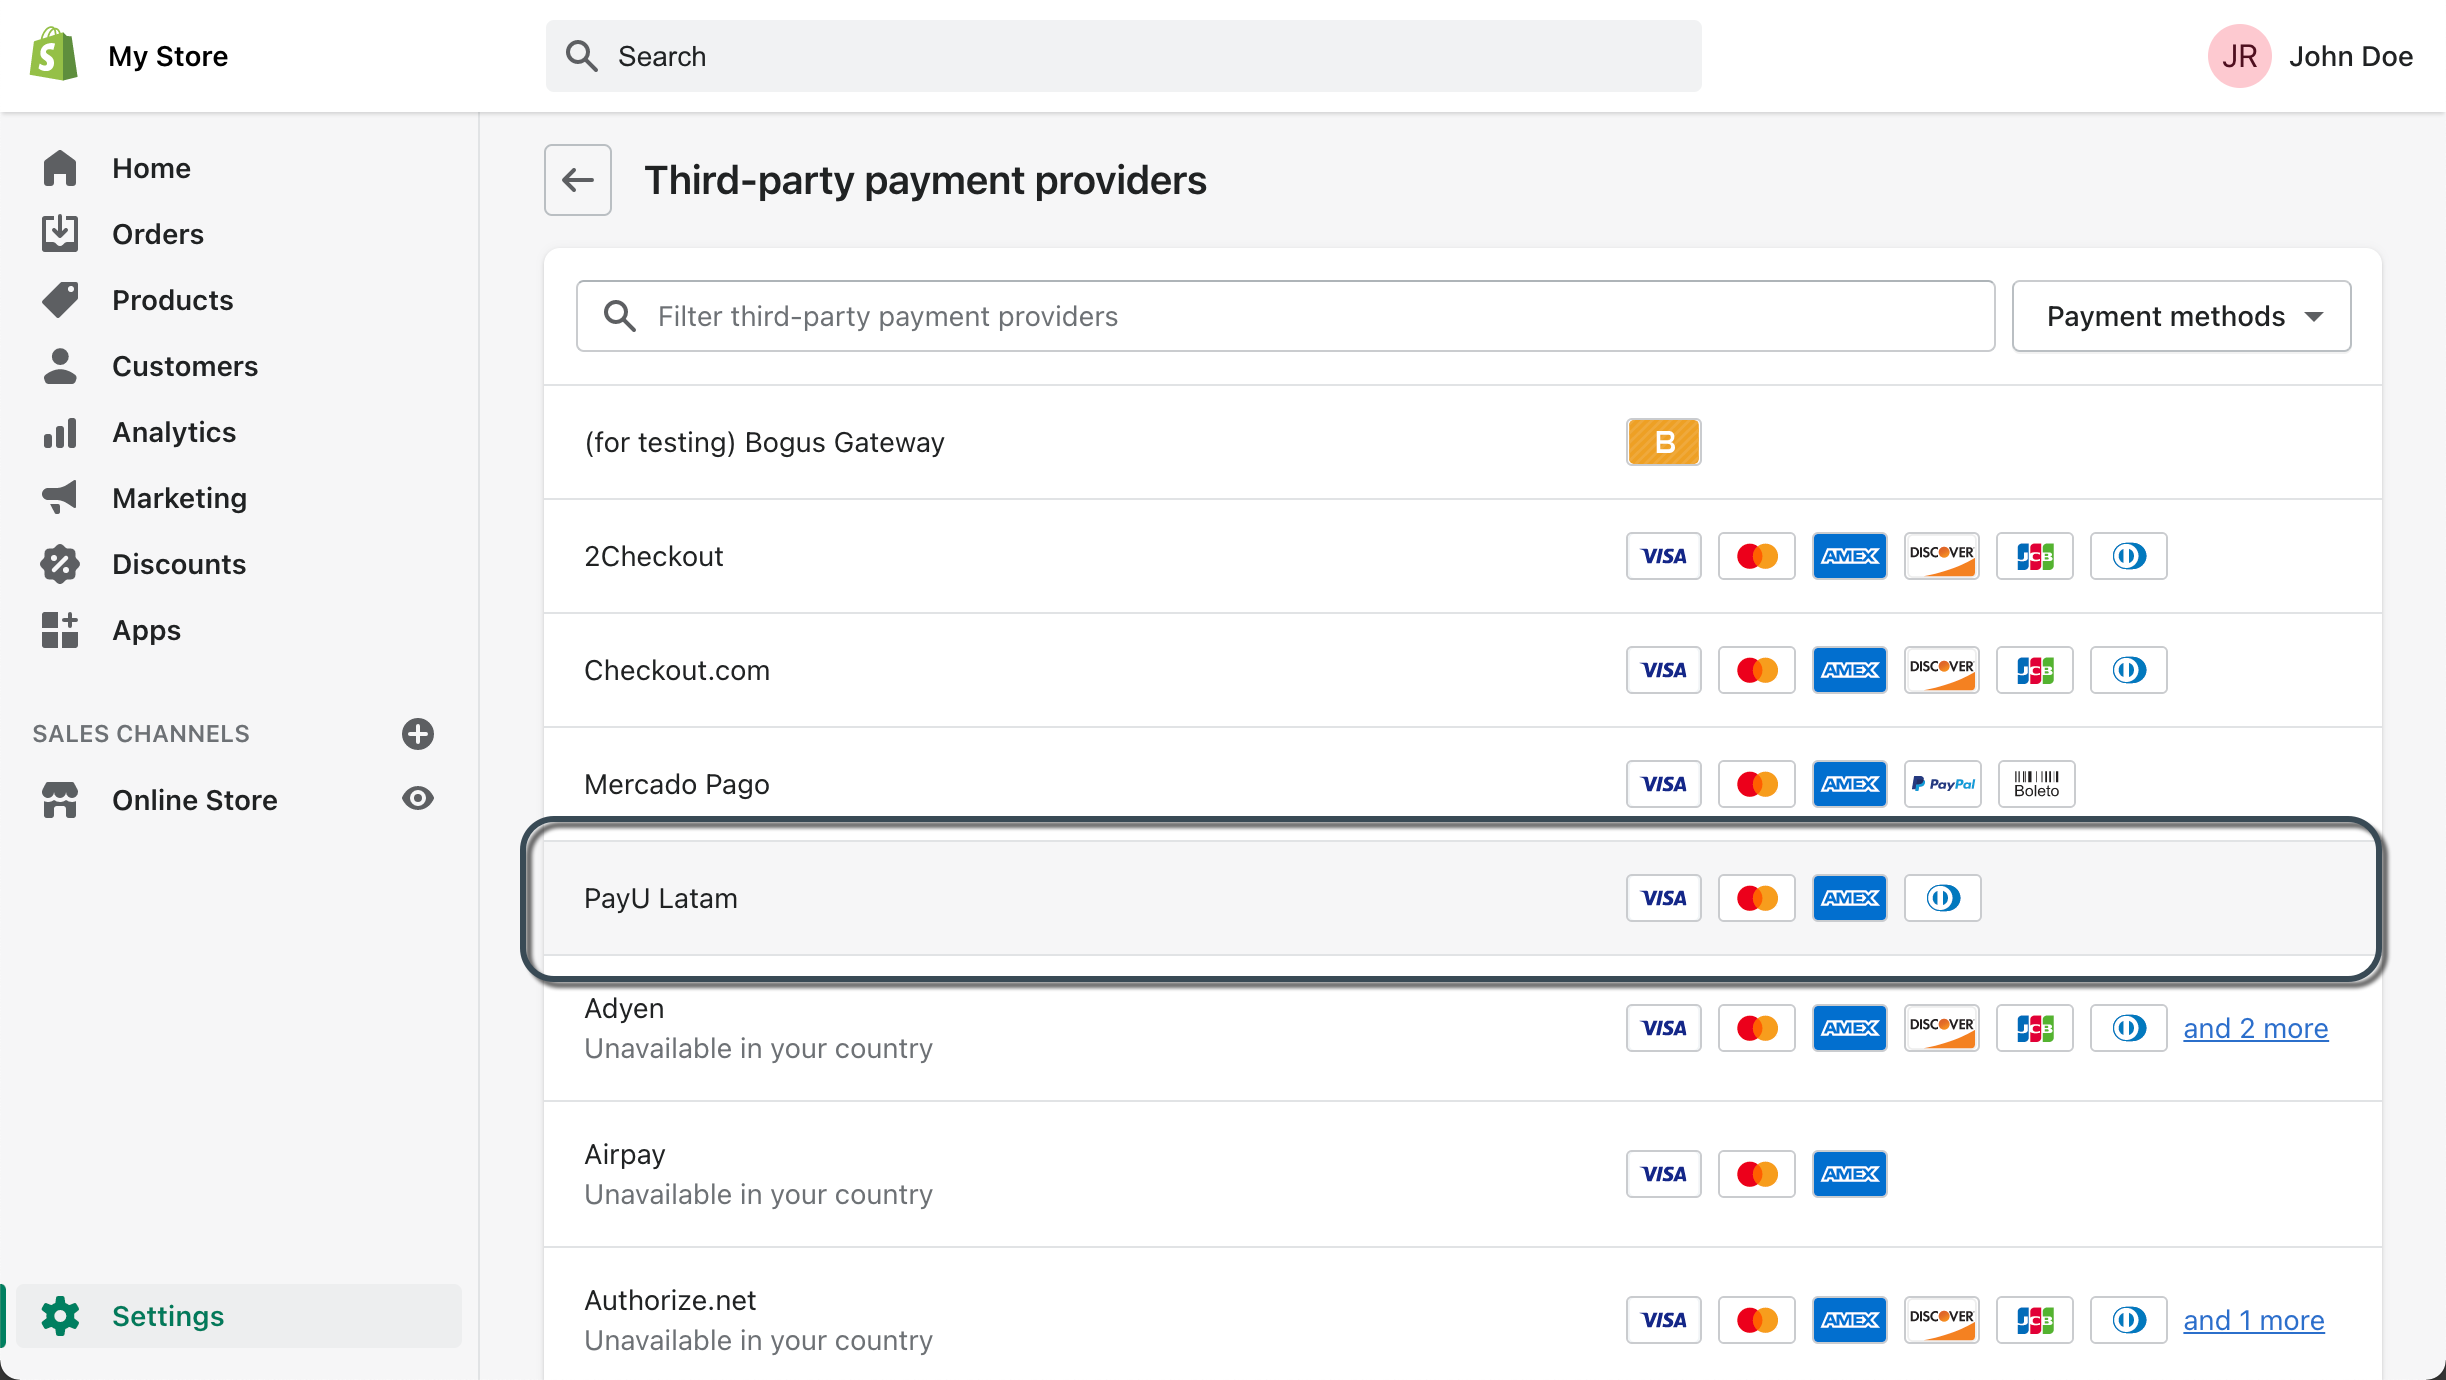 My Store
Search
JR John Doe
Home
Orders
Products
Customers
Analytics
Marketing
Discounts
Apps
SALES CHANNELS
Online Store
Settings
Third-party payment providers
Filter third-party payment providers
Payment methods
(for testing) Bogus Gateway B
2Checkout VISA AMEX DISCOVER JCB
Checkout.com VISA AMEX DISCOVER JCB
Mercado Pago VISA AMEX PayPal Boleto
PayU Latam VISA AMEX
Adyen
Unavailable in your country
VISA AMEX DISCOVER JCB and 2 more
Airpay
Unavailable in your country
VISA AMEX
Authorize.net
Unavailable in your country
VISA AMEX DISCOVER JCB and 1 more